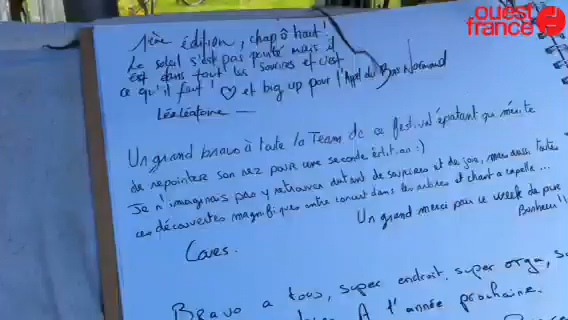 ouest
france
1ère édition, chapô haut !
Le soleil s'est pas pointé mais il
est dans tout les sourires et c'est
ce qu'il faut ! ♡ et big up pour l'Appel du Bar Normand
Un grand bravo à toute la Team de ce festival épatant qui mérite
de repointer son nez pour une seconde édition :)
Je n'imaginais pas y retrouver autant de sourires et de joie, mais aussi toutes
ces découvertes magnifiques entre concert dans les arbres et chant a capella ...
Un grand merci pour ce week de pur
Bonheur !!
Bravo a tous, super endroit, super orga, s
A l'année prochaine.